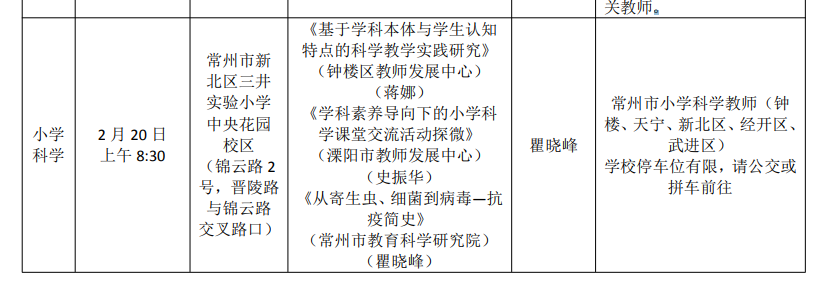 关教师。
小学
科学
2 月 20 日
上午 8:30
常州市新
北区三井
实验小学
中央花园
校区
（锦云路 2
号，晋陵路
与锦云路
交叉路口）
《基于学科本体与学生认知
特点的科学教学实践研究》
（钟楼区教师发展中心）
（蒋娜）
《学科素养导向下的小学科
学课堂交流活动探微》
（溧阳市教师发展中心）
（史振华）
《从寄生虫、细菌到病毒—抗
疫简史》
（常州市教育科学研究院）
（瞿晓峰）
瞿晓峰
常州市小学科学教师（钟
楼、天宁、新北区、经开区、
武进区）
学校停车位有限，请公交或
拼车前往